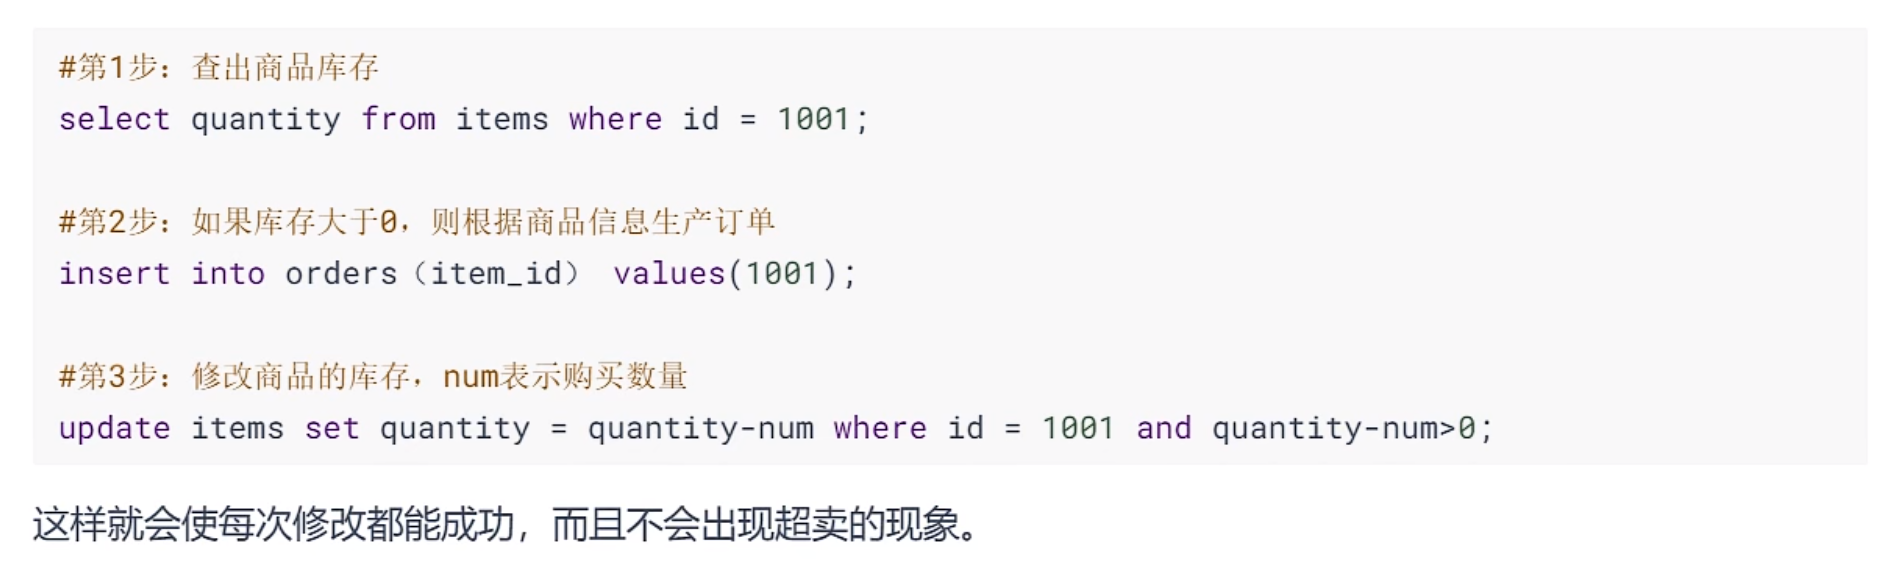 #第1步：查出商品库存
select quantity from items where id = 1001;
#第2步：如果库存大于0，则根据商品信息生产订单
insert into orders（item_id） values(1001);
#第3步：修改商品的库存，num表示购买数量
update items set quantity = quantity-num where id = 1001 and quantity-num>0;
这样就会使每次修改都能成功，而且不会出现超卖的现象。